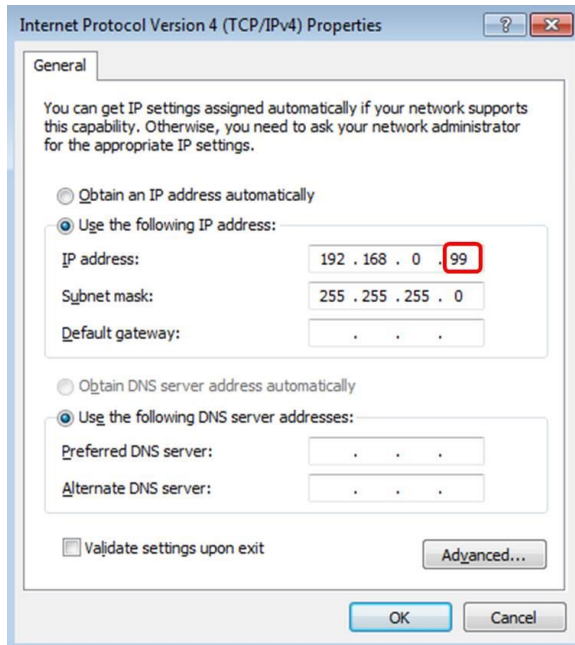 Internet Protocol Version 4 (TCP/IPv4) Properties
General
You can get IP settings assigned automatically if your network supports
this capability. Otherwise, you need to ask your network administrator
for the appropriate IP settings.
Obtain an IP address automatically
Use the following IP address:
IP address: 192 . 168 . 0 . 99
Subnet mask: 255 . 255 . 255 . 0
Default gateway: . . .
Obtain DNS server address automatically
Use the following DNS server addresses:
Preferred DNS server: . . .
Alternate DNS server: . . .
Validate settings upon exit
Advanced...
OK Cancel